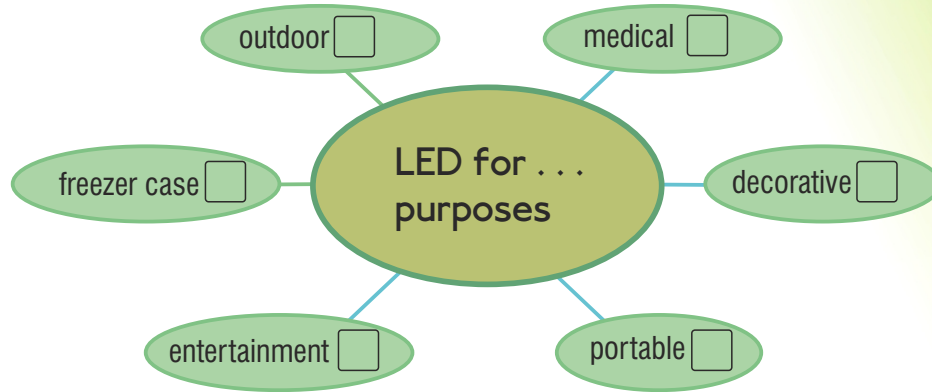 outdoor
medical
LED for . . .
purposes
freezer case
decorative
entertainment
portable